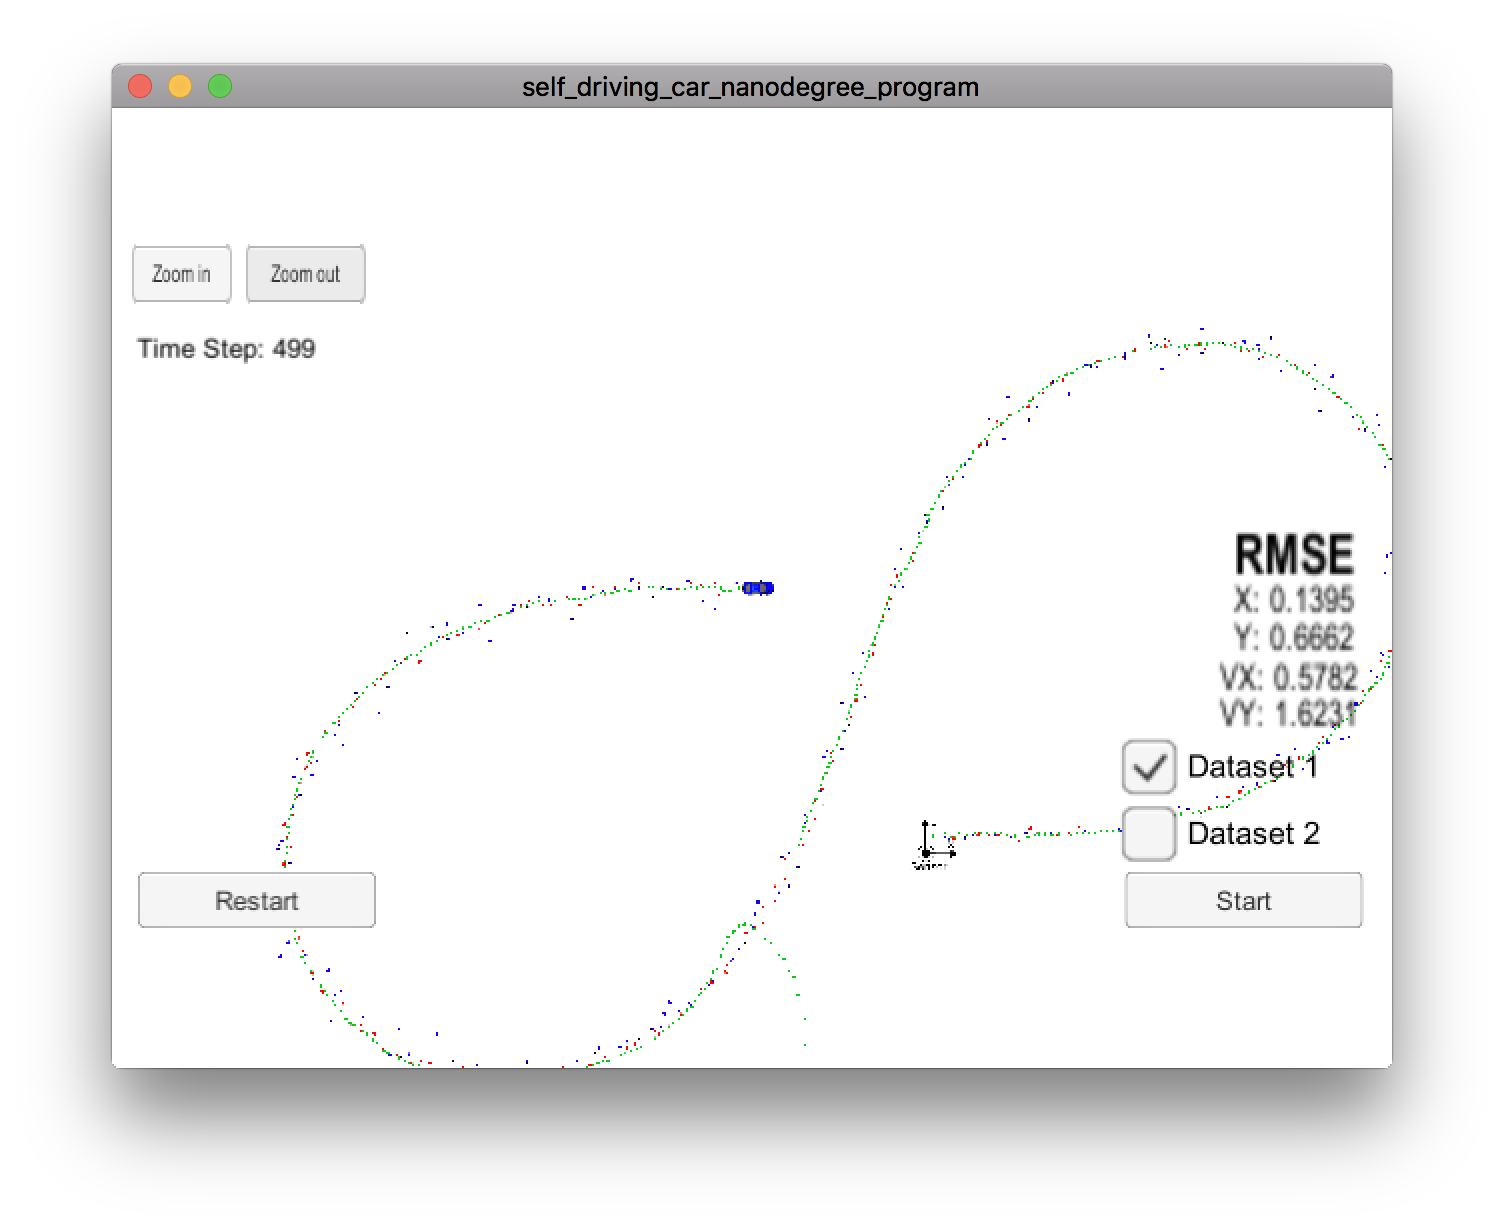 self_driving_car_nanodegree_program
Zoom in
Zoom out
Time Step: 499
RMSE
X: 0.1395
Y: 0.6662
VX: 0.5782
VY: 1.6231
Dataset 1
Dataset 2
Restart
Start